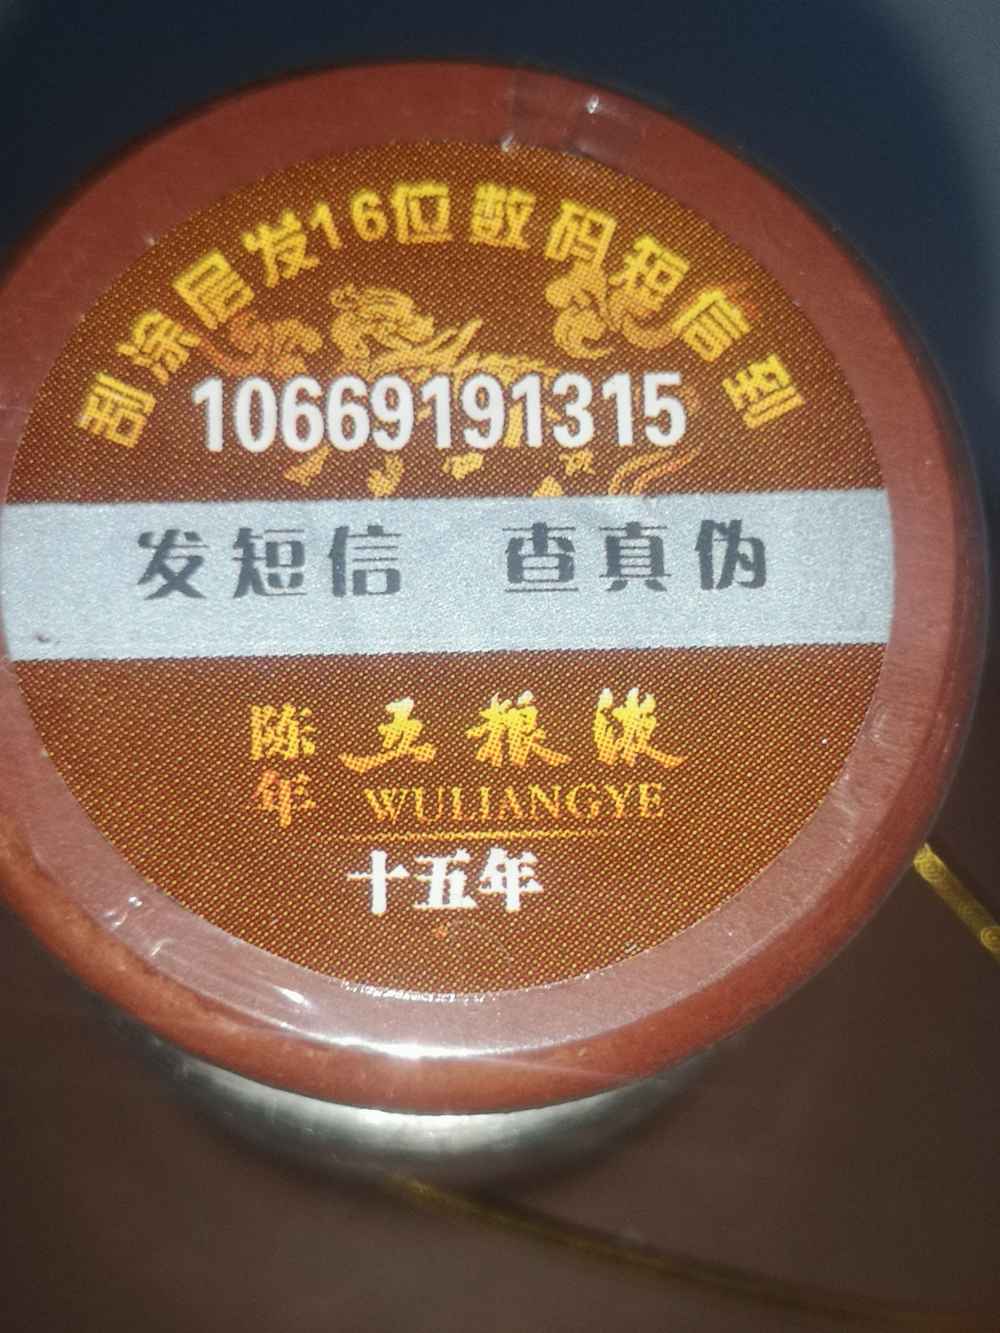 刮涂层发16位数码短信到
10669191315
发短信 查真伪
陈年 五粮液
WULIANGYE
十五年